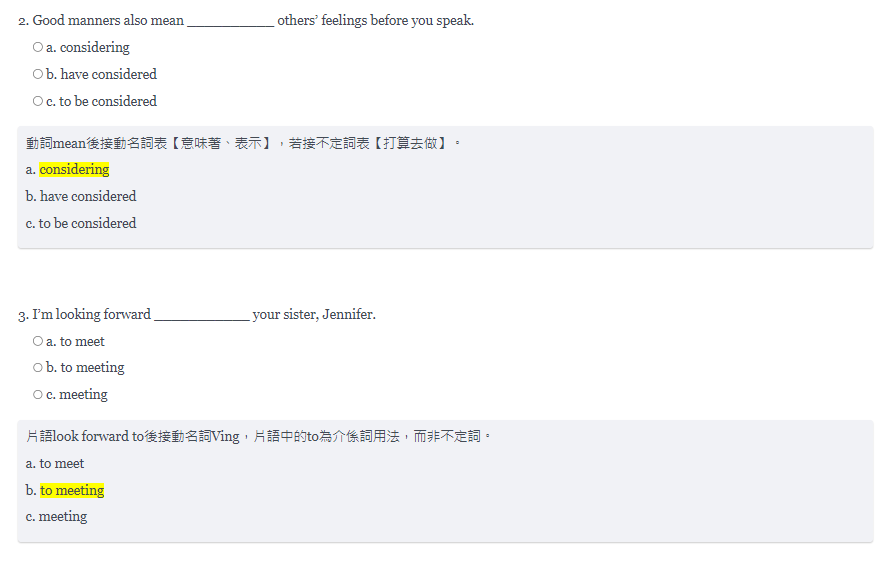 2. Good manners also mean ____________ others’ feelings before you speak.
a. considering
b. have considered
c. to be considered
動詞mean後接動名詞表【意味著、表示】，若接不定詞表【打算去做】。
a. considering
b. have considered
c. to be considered
3. I’m looking forward _____________ your sister, Jennifer.
a. to meet
b. to meeting
c. meeting
片語look forward to後接動名詞Ving，片語中的to為介係詞用法，而非不定詞。
a. to meet
b. to meeting
c. meeting